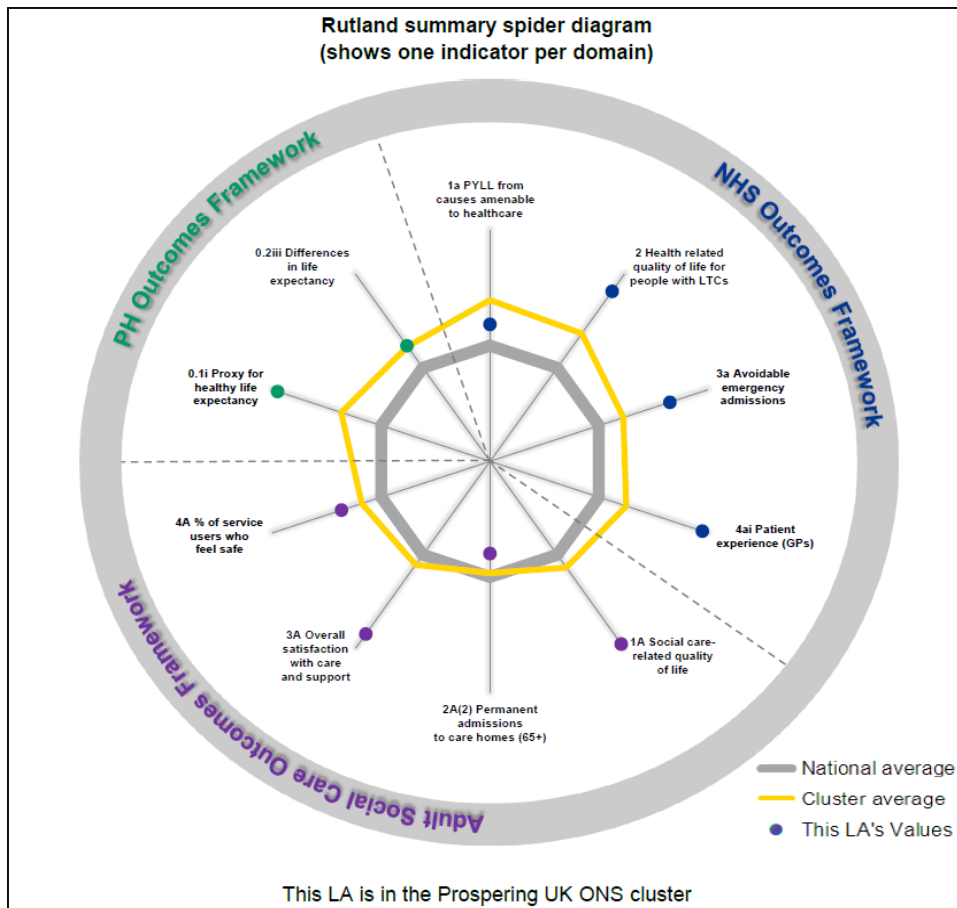 Rutland summary spider diagram
(shows one indicator per domain)
PH Outcomes Framework
NHS Outcomes Framework
Adult Social Care Outcomes Framework
1a PYLL from
causes amenable
to healthcare
2 Health related
quality of life for
people with LTCs
3a Avoidable
emergency
admissions
4ai Patient
experience (GPs)
1A Social care-
related quality
of life
2A(2) Permanent
admissions
to care homes (65+)
3A Overall
satisfaction
with care
and support
4A % of service
users who
feel safe
0.1i Proxy for
healthy life
expectancy
0.2iii Differences
in life
expectancy
National average
Cluster average
This LA's Values
This LA is in the Prospering UK ONS cluster